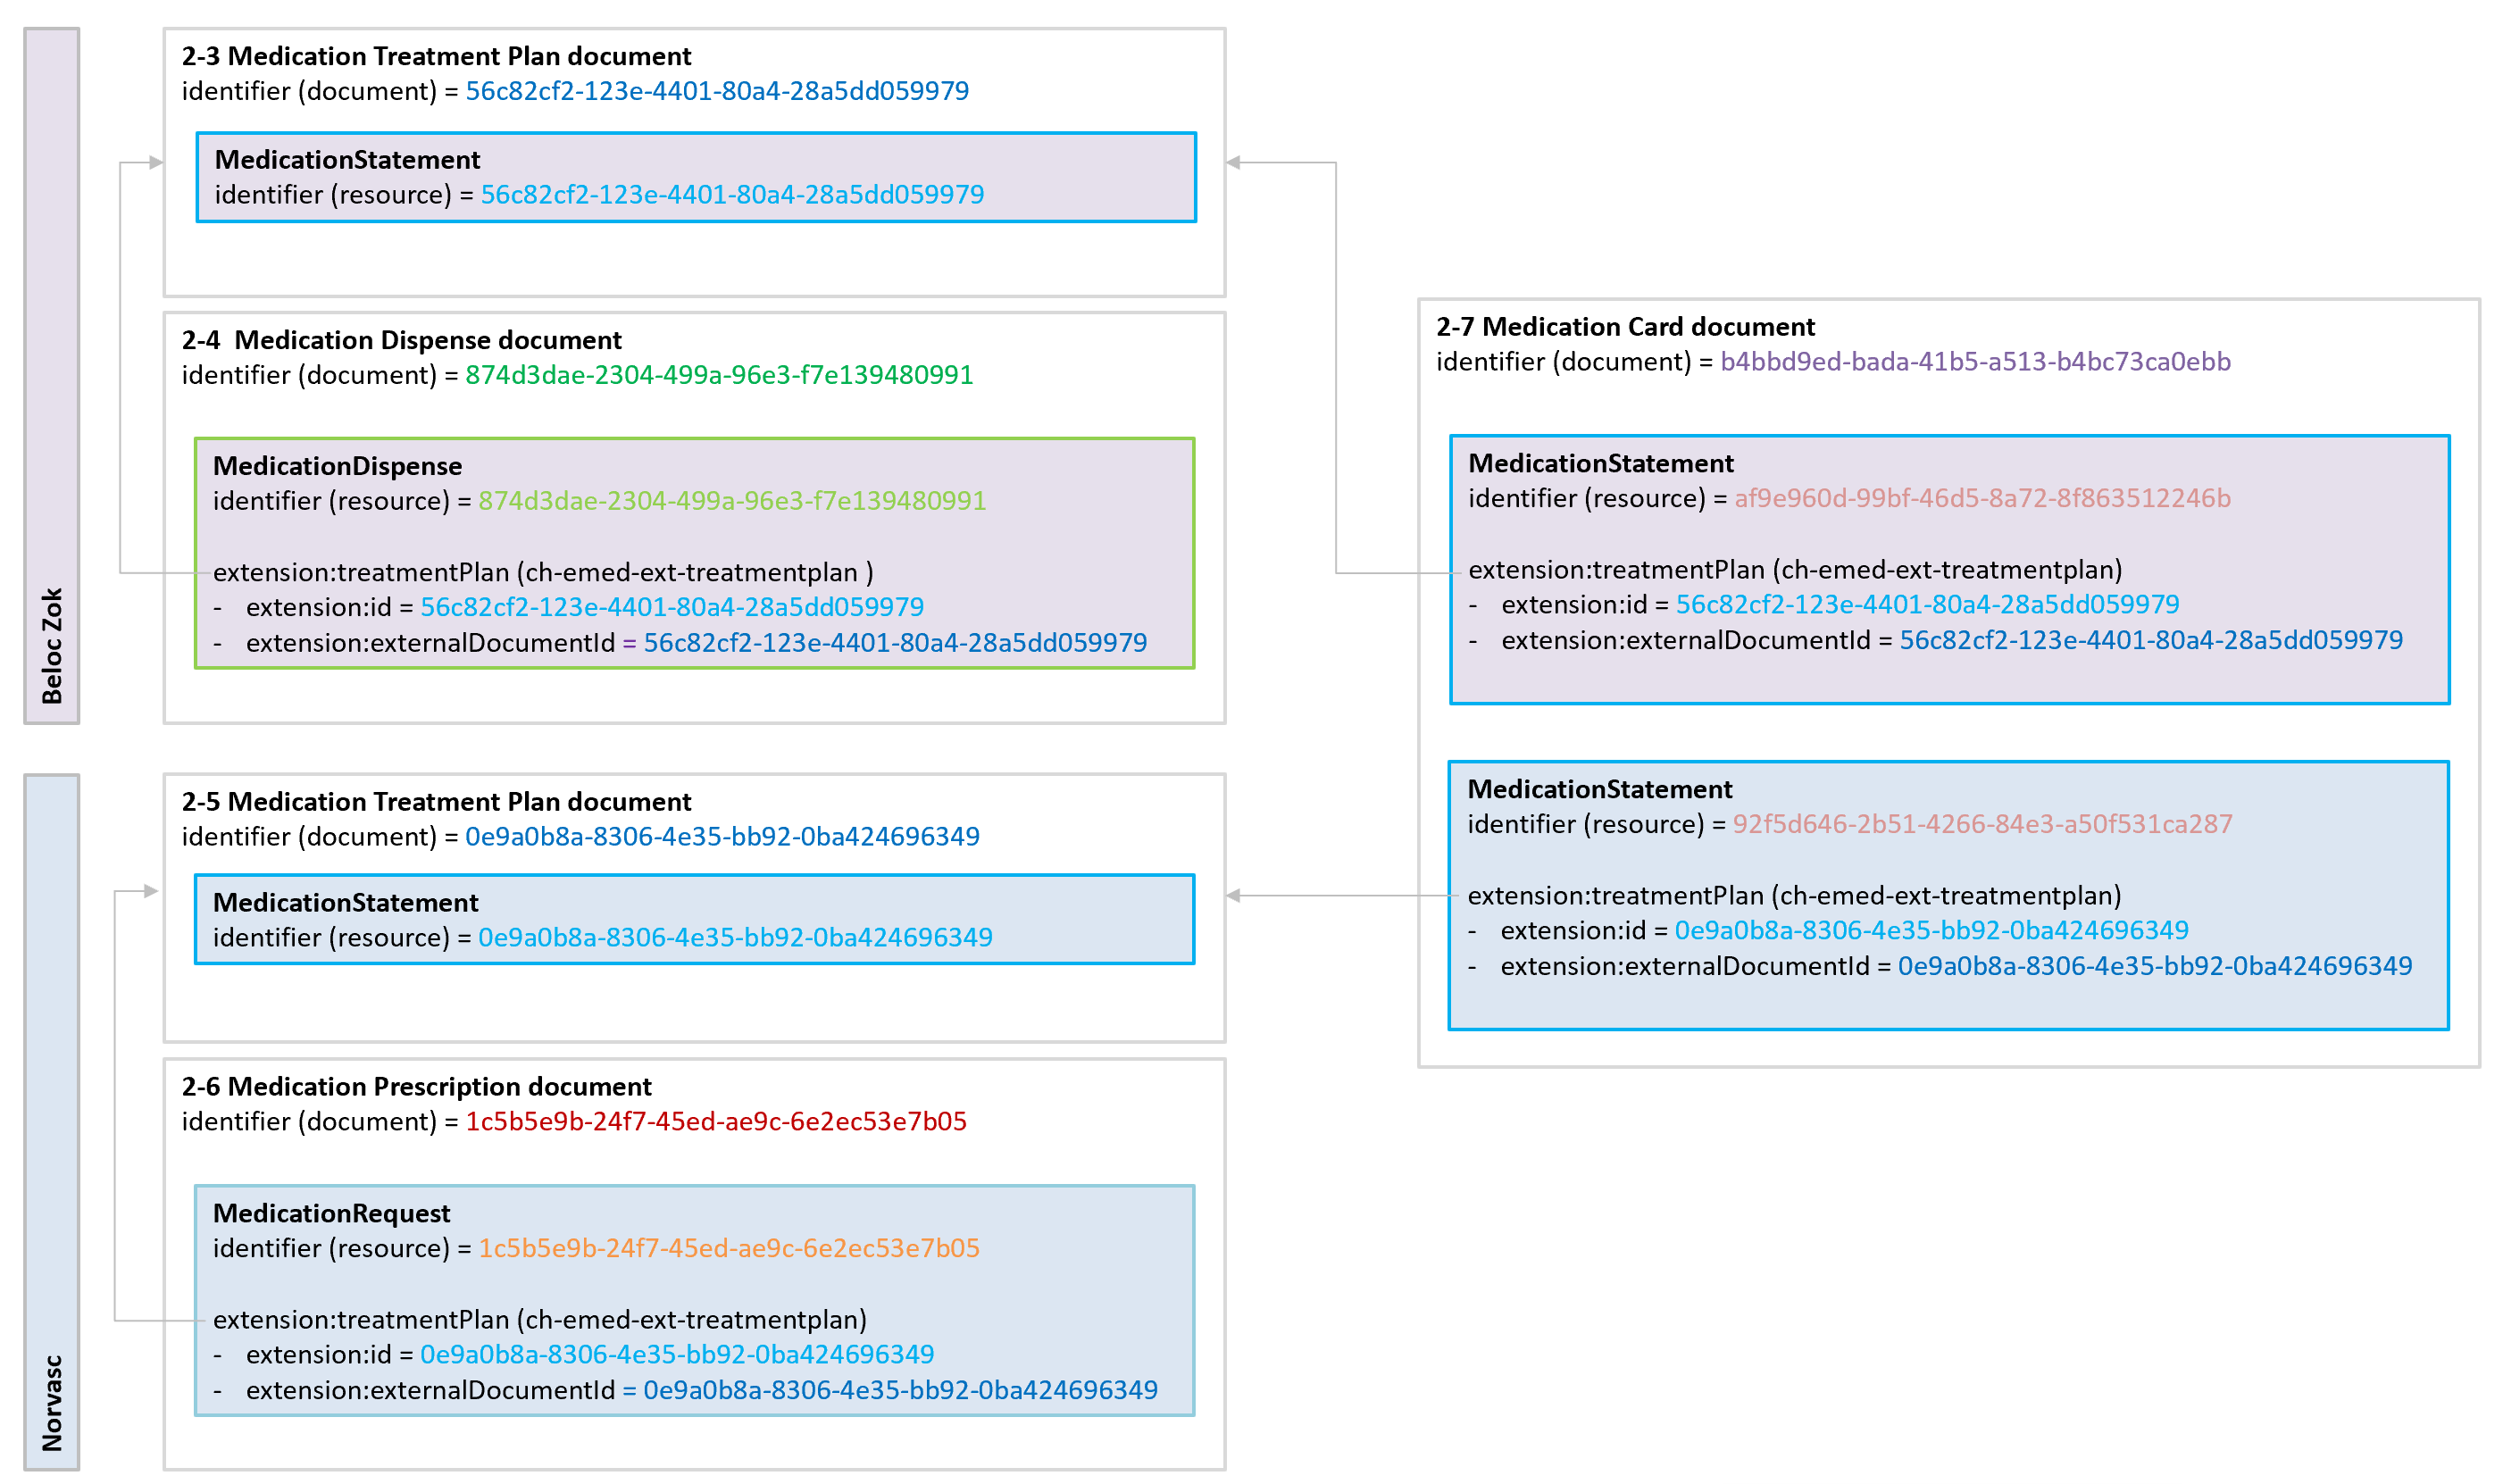 Beloc Zok
2-3 Medication Treatment Plan document
identifier (document) = 56c82cf2-123e-4401-80a4-28a5dd059979
MedicationStatement
identifier (resource) = 56c82cf2-123e-4401-80a4-28a5dd059979
2-4  Medication Dispense document
identifier (document) = 874d3dae-2304-499a-96e3-f7e139480991
MedicationDispense
identifier (resource) = 874d3dae-2304-499a-96e3-f7e139480991
extension:treatmentPlan (ch-emed-ext-treatmentplan )
- extension:id = 56c82cf2-123e-4401-80a4-28a5dd059979
- extension:externalDocumentId = 56c82cf2-123e-4401-80a4-28a5dd059979
Norvasc
2-5 Medication Treatment Plan document
identifier (document) = 0e9a0b8a-8306-4e35-bb92-0ba424696349
MedicationStatement
identifier (resource) = 0e9a0b8a-8306-4e35-bb92-0ba424696349
2-6 Medication Prescription document
identifier (document) = 1c5b5e9b-24f7-45ed-ae9c-6e2ec53e7b05
MedicationRequest
identifier (resource) = 1c5b5e9b-24f7-45ed-ae9c-6e2ec53e7b05
extension:treatmentPlan (ch-emed-ext-treatmentplan)
- extension:id = 0e9a0b8a-8306-4e35-bb92-0ba424696349
- extension:externalDocumentId = 0e9a0b8a-8306-4e35-bb92-0ba424696349
2-7 Medication Card document
identifier (document) = b4bbd9ed-bada-41b5-a513-b4bc73ca0ebb
MedicationStatement
identifier (resource) = af9e960d-99bf-46d5-8a72-8f863512246b
extension:treatmentPlan (ch-emed-ext-treatmentplan)
- extension:id = 56c82cf2-123e-4401-80a4-28a5dd059979
- extension:externalDocumentId = 56c82cf2-123e-4401-80a4-28a5dd059979
MedicationStatement
identifier (resource) = 92f5d646-2b51-4266-84e3-a50f531ca287
extension:treatmentPlan (ch-emed-ext-treatmentplan)
- extension:id = 0e9a0b8a-8306-4e35-bb92-0ba424696349
- extension:externalDocumentId = 0e9a0b8a-8306-4e35-bb92-0ba424696349